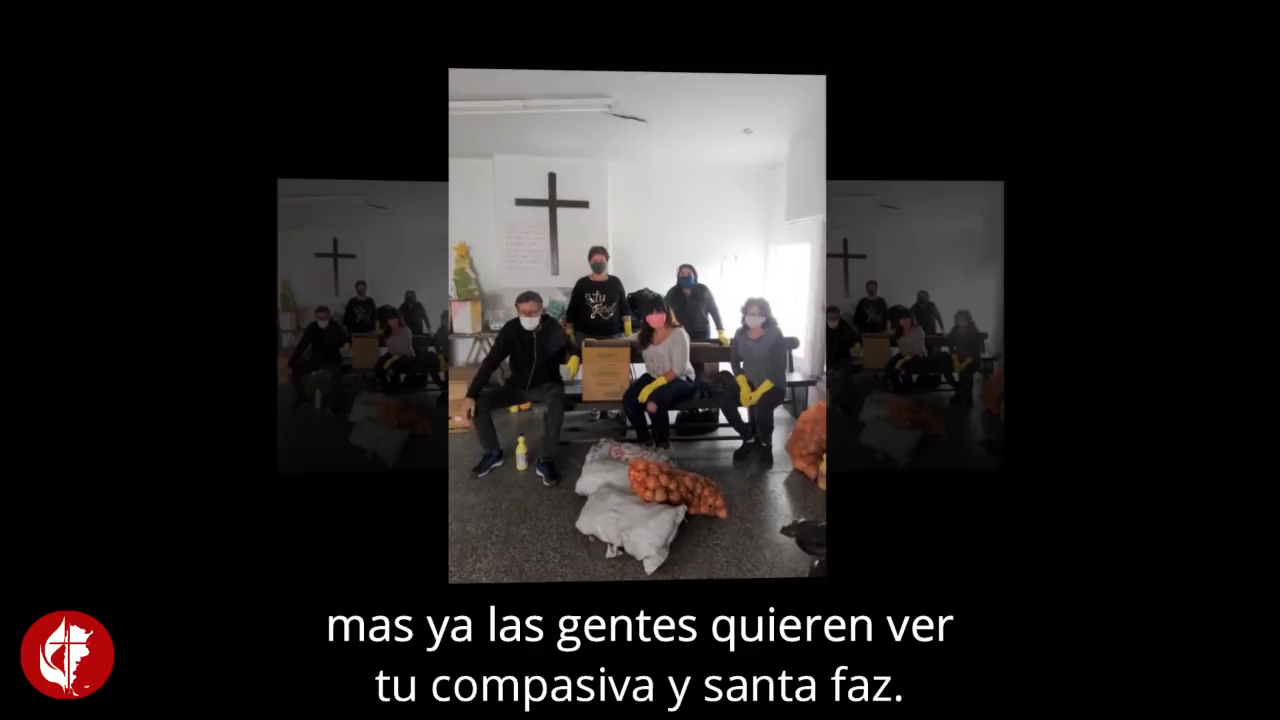 mas ya las gentes quieren ver
tu compasiva y santa faz.